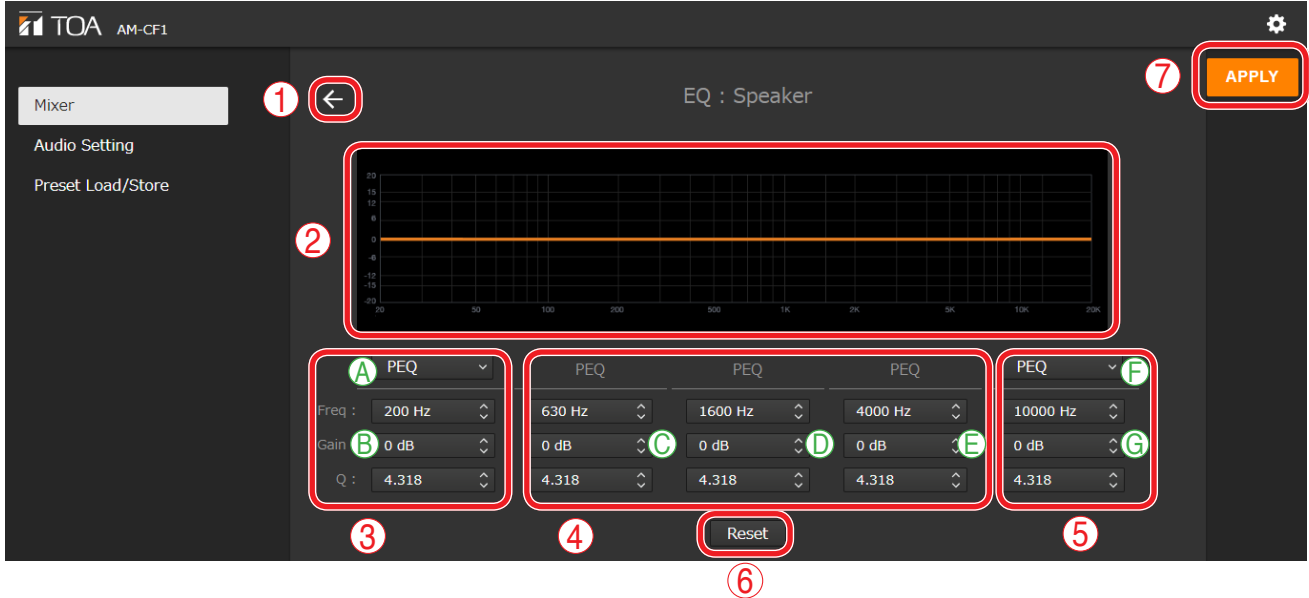 TOA AM-CF1
7 APPLY
Mixer
1 ← EQ : Speaker
Audio Setting
Preset Load/Store
2
20
15
12
6
0
-6
-12
-15
-20
20 50 100 200 500 1K 2K 5K 10K 20K
A PEQ PEQ PEQ PEQ PEQ F
Freq : 200 Hz 630 Hz 1600 Hz 4000 Hz 10000 Hz
Gain B 0 dB 0 dB C 0 dB D 0 dB E 0 dB G
Q : 4.318 4.318 4.318 4.318 4.318
3 4 Reset 5
6